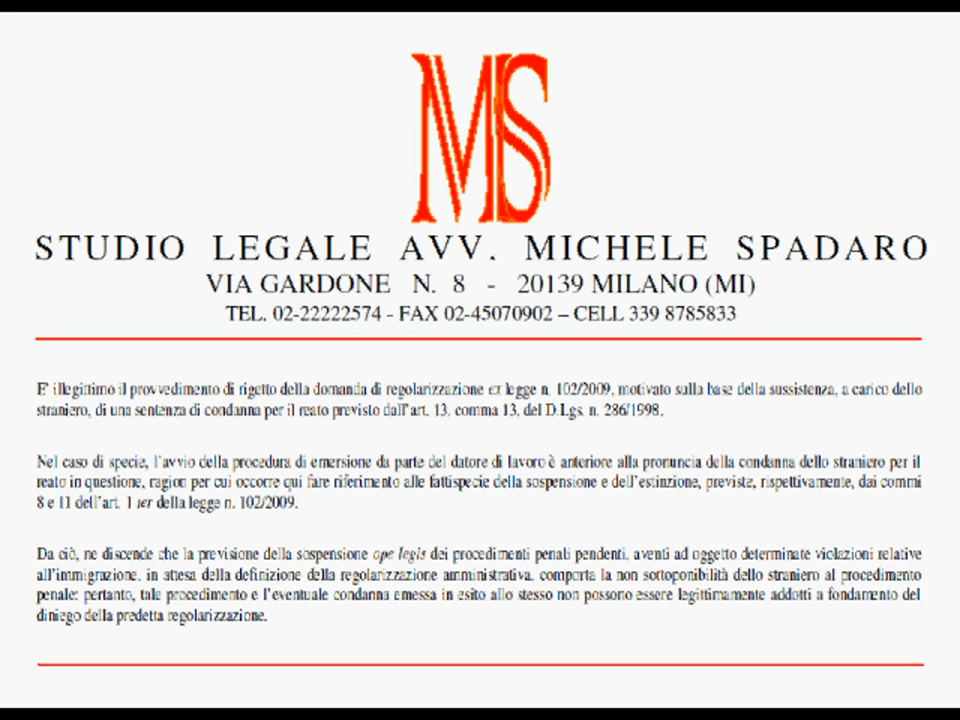 MS
STUDIO LEGALE AVV. MICHELE SPADARO
VIA GARDONE N. 8 - 20139 MILANO (MI)
TEL. 02-22222574 - FAX 02-45070902 – CELL 339 8785833
E' illegittimo il provvedimento di rigetto della domanda di regolarizzazione ex legge n. 102/2009, motivato sulla base della sussistenza, a carico dello
straniero, di una sentenza di condanna per il reato previsto dall'art. 13, comma 13, del D.Lgs. n. 286/1998.
Nel caso di specie, l'avvio della procedura di emersione da parte del datore di lavoro è anteriore alla pronuncia della condanna dello straniero per il
reato in questione, ragion per cui occorre qui fare riferimento alle fattispecie della sospensione e dell'estinzione, previste, rispettivamente, dai commi
8 e 11 dell'art. 1 ter della legge n. 102/2009.
Da ciò, ne discende che la previsione della sospensione ope legis dei procedimenti penali pendenti, aventi ad oggetto determinate violazioni relative
all'immigrazione, in attesa della definizione della regolarizzazione amministrativa, comporta la non sottoponibilità dello straniero al procedimento
penale: pertanto, tale procedimento e l'eventuale condanna emessa in esito allo stesso non possono essere legittimamente addotti a fondamento del
diniego della predetta regolarizzazione.